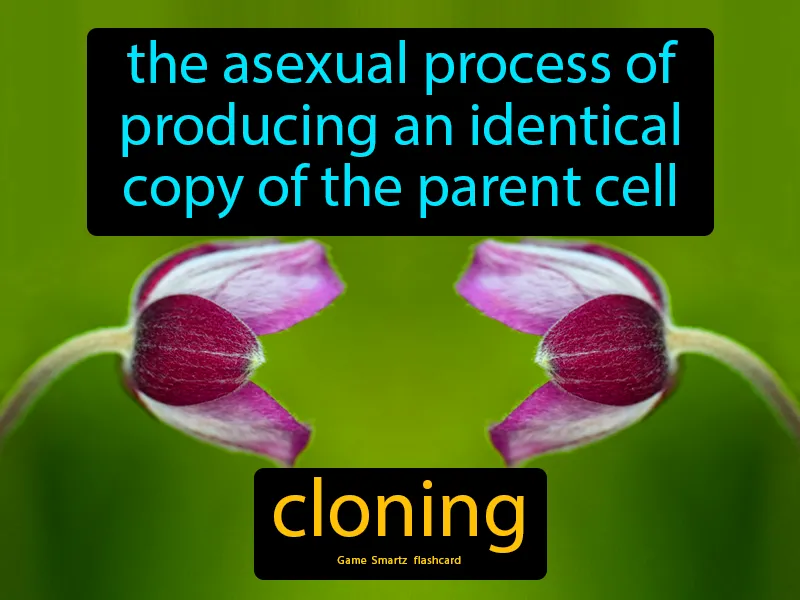 the asexual process of
producing an identical
copy of the parent cell
cloning
Game Smartz flashcard